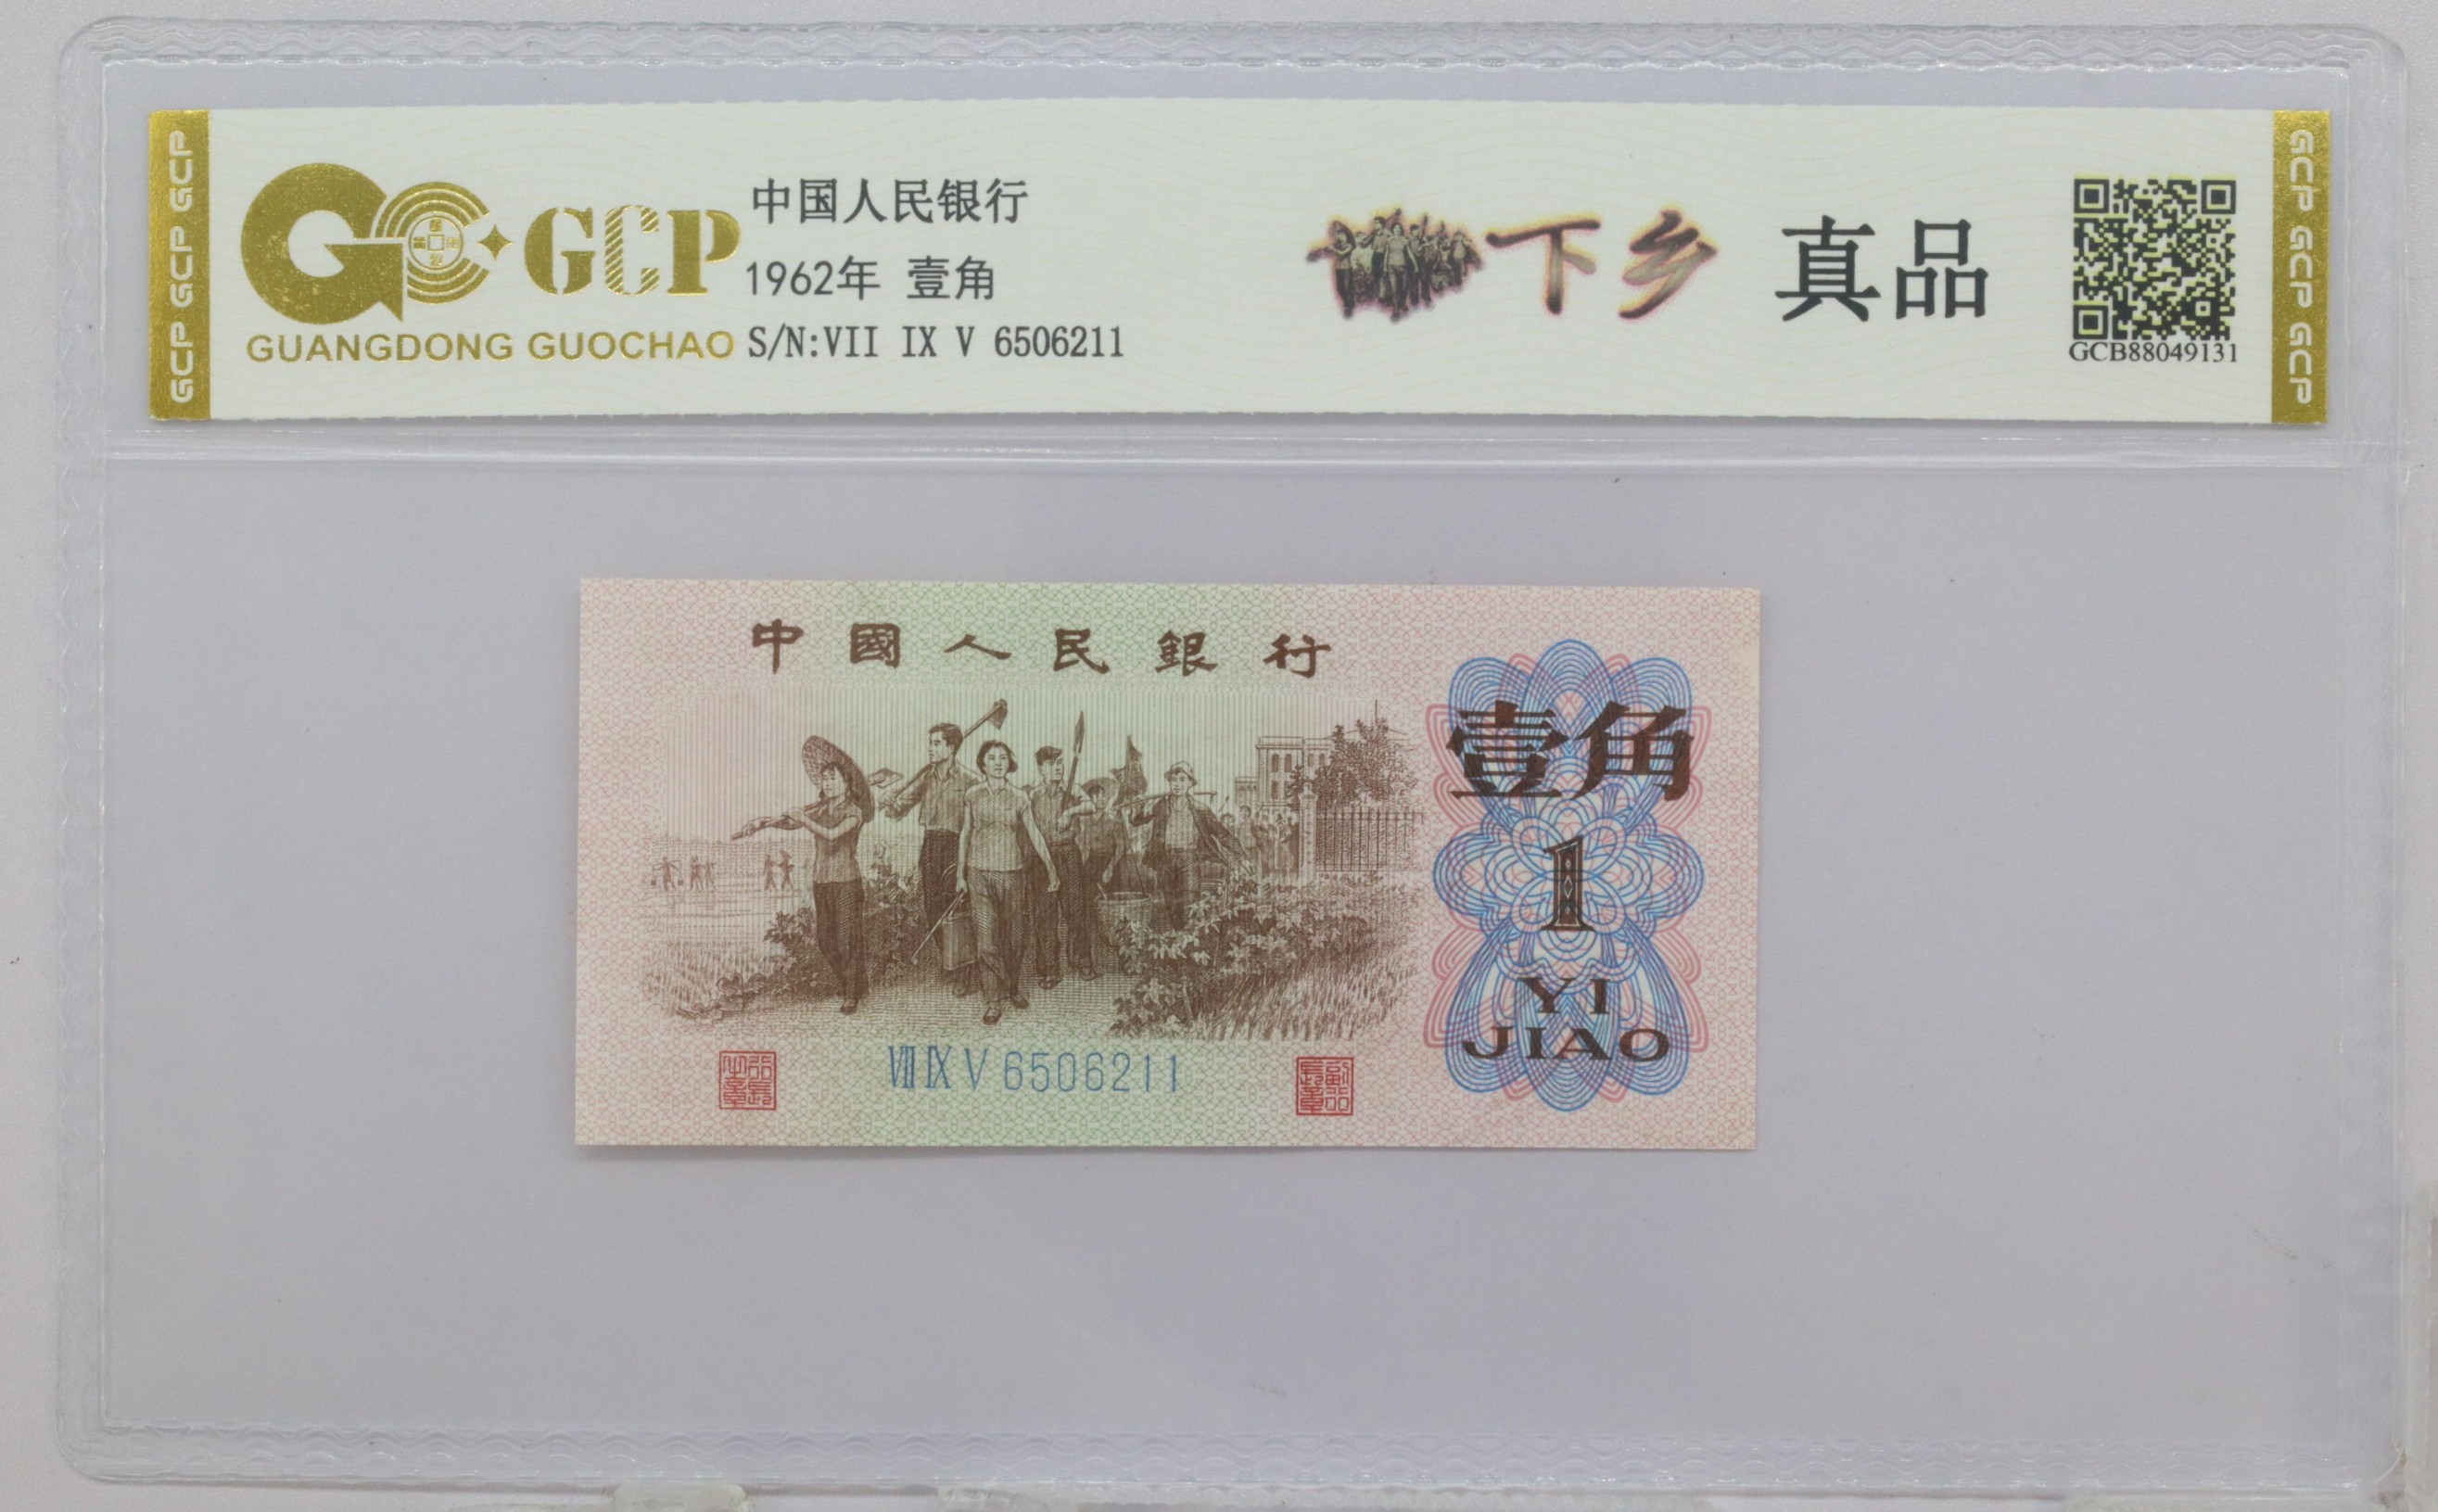 GCP GCP GCP
GCP
GUANGDONG GUOCHAO
中国人民银行
1962年 壹角
S/N:VII IX V 6506211
下乡
真品
GCB88049131
GCP GCP GCP
中國人民銀行
壹角
1
YI
JIAO
VII IX V 6506211